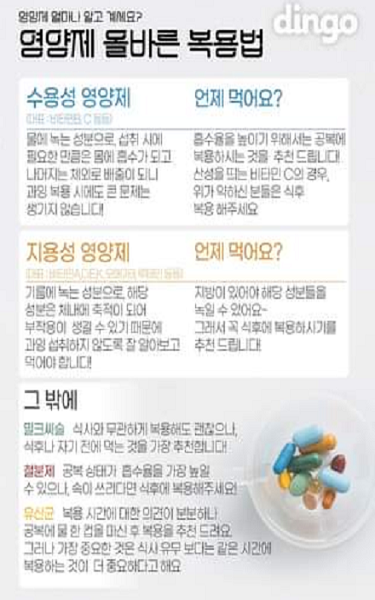 영양제 얼마나 알고 계세요?
dingo
영양제 올바른 복용법
수용성 영양제
언제 먹어요?
(대표 : 비타민B, C 등등)
물에 녹는 성분으로, 섭취 시에
필요한 만큼은 몸에 흡수가 되고
나머지는 체외로 배출이 되니
과잉 복용 시에도 큰 문제는
생기지 않습니다!
흡수율을 높이기 위해서는 공복에
복용하시는 것을 추천 드립니다!
산성을 띄는 비타민 C의 경우,
위가 약하신 분들은 식후
복용 해주세요
지용성 영양제
언제 먹어요?
기름에 녹는 성분으로, 해당
성분은 체내에 축적이 되어
부작용이 생길 수 있기 때문에
과잉 섭취하지 않도록 잘 알아보고
먹어야 합니다!
지방이 있어야 해당 성분들을
녹일 수 있어요~
그래서 꼭 식후에 복용하시기를
추천 드립니다!
그 밖에
밀크씨슬 식사와 무관하게 복용해도 괜찮으나,
식후나 자기 전에 먹는 것을 가장 추천합니다!
철분제 공복 상태가 흡수율을 가장 높일
수 있으나, 속이 쓰리다면 식후에 복용해주세요!
유산균 복용 시간에 대한 의견이 분분하나
공복에 물 한 컵을 마신 후 복용을 추천 드려요.
그러나 가장 중요한 것은 식사 유무 보다는 같은 시간에
복용하는 것이 더 중요하다고 해요